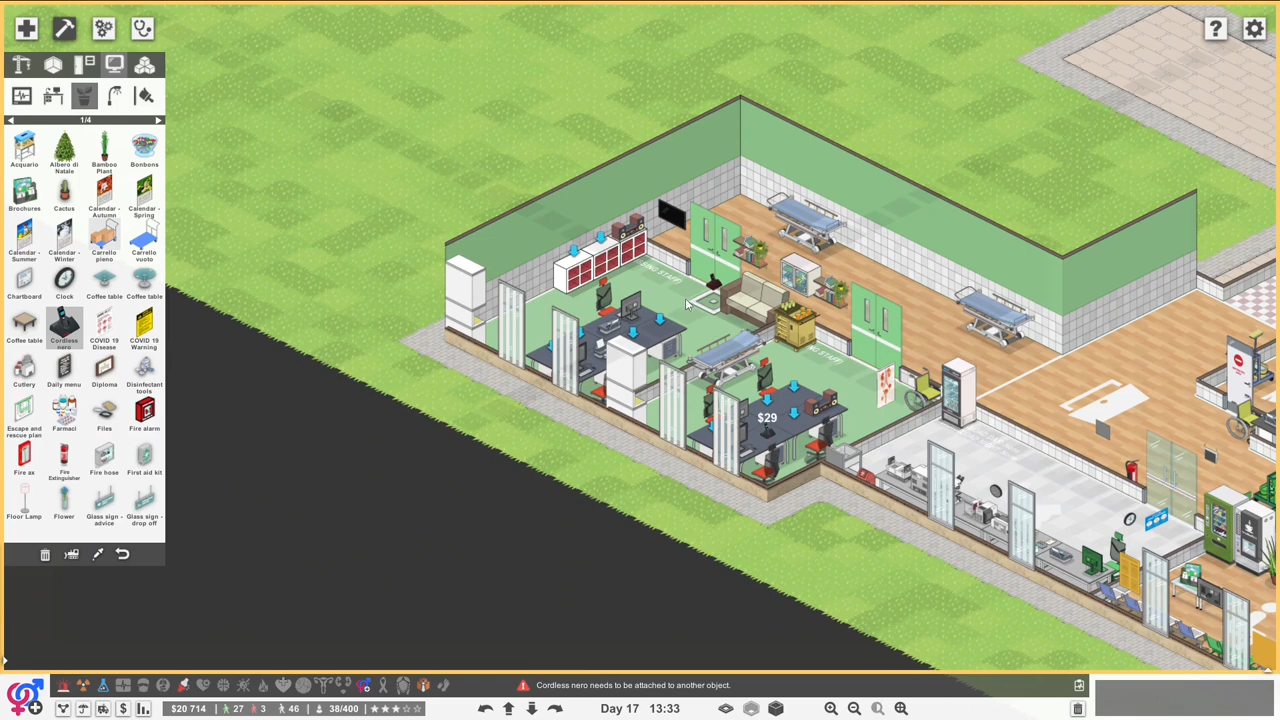 1/4
Acquario
Albero di Natale
Bamboo Plant
Bonbons
Brochures
Cactus
Calendar - Autumn
Calendar - Spring
Calendar - Summer
Calendar - Winter
Carrello pieno
Carrello vuoto
Chartboard
Clock
Coffee table
Coffee table
Coffee table
Cordless nero
COVID 19 Disease
COVID 19 Warning
Cutlery
Daily menu
Diploma
Disinfectant tools
Escape and rescue plan
Farmaci
Files
Fire alarm
Fire ax
Fire Extinguisher
Fire hose
First aid kit
Floor Lamp
Flower
Glass sign - advice
Glass sign - drop off
$29
Cordless nero needs to be attached to another object.
$20 714
27
3
46
38/400
Day 17 13:33